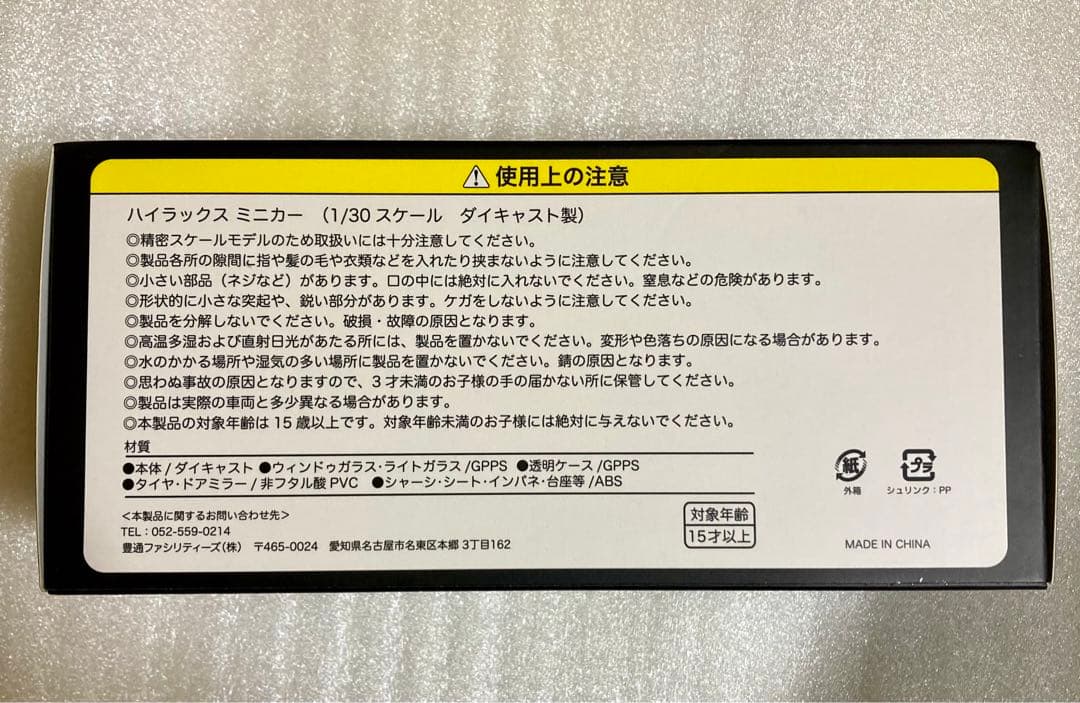 ⚠使用上の注意
ハイラックス ミニカー （1/30 スケール　ダイキャスト製）
◎精密スケールモデルのため取扱いには十分注意してください。
◎製品各所の隙間に指や髪の毛や衣類などを入れたり挟まないように注意してください。
◎小さい部品（ネジなど）があります。口の中には絶対に入れないでください。窒息などの危険があります。
◎形状的に小さな突起や、鋭い部分があります。ケガをしないように注意してください。
◎製品を分解しないでください。破損・故障の原因となります。
◎高温多湿および直射日光があたる所には、製品を置かないでください。変形や色落ちの原因になる場合があります。
◎水のかかる場所や湿気の多い場所に製品を置かないでください。錆の原因となります。
◎思わぬ事故の原因となりますので、3 才未満のお子様の手の届かない所に保管してください。
◎製品は実際の車両と多少異なる場合があります。
◎本製品の対象年齢は 15 歳以上です。対象年齢未満のお子様には絶対に与えないでください。
材質
●本体 / ダイキャスト ●ウィンドゥガラス・ライトガラス /GPPS ●透明ケース /GPPS
●タイヤ・ドアミラー / 非フタル酸 PVC ●シャーシ・シート・インパネ・台座等 /ABS
＜本製品に関するお問い合わせ先＞
TEL：052-559-0214
豊通ファシリティーズ（株） 〒465-0024 愛知県名古屋市名東区本郷 3丁目162
対象年齢
15才以上
紙
外箱
プラ
シュリンク：PP
MADE IN CHINA